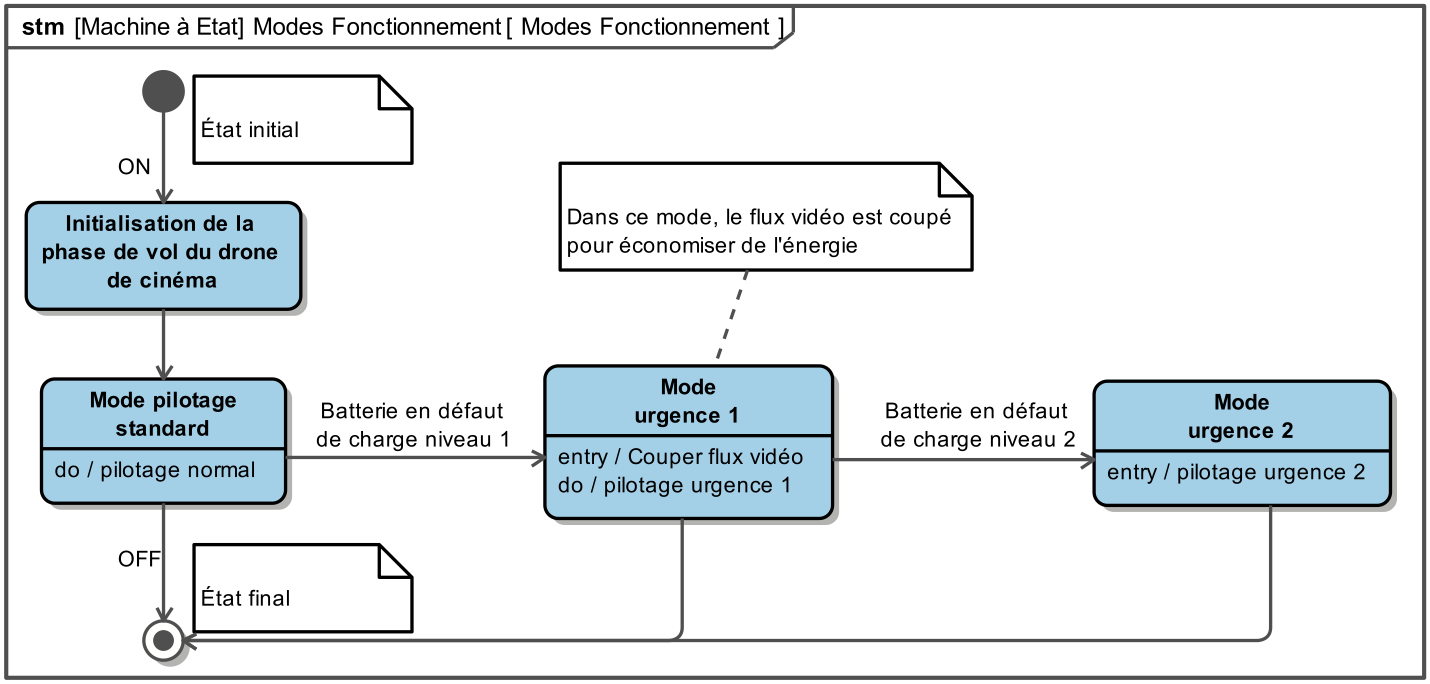 stm [Machine à Etat] Modes Fonctionnement [ Modes Fonctionnement ]
État initial
ON
Initialisation de la
phase de vol du drone
de cinéma
Dans ce mode, le flux vidéo est coupé
pour économiser de l'énergie
Mode pilotage
standard
do / pilotage normal
Batterie en défaut
de charge niveau 1
Mode
urgence 1
entry / Couper flux vidéo
do / pilotage urgence 1
Batterie en défaut
de charge niveau 2
Mode
urgence 2
entry / pilotage urgence 2
OFF
État final